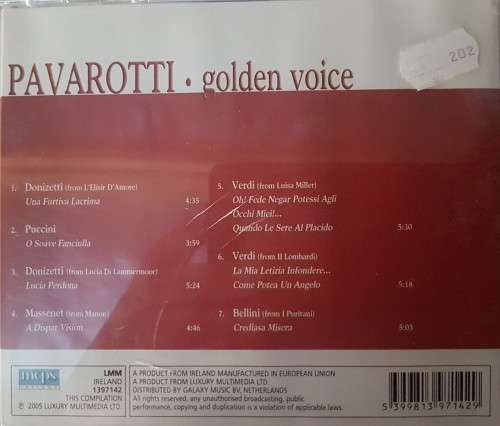 202
PAVAROTTI • golden voice
1. Donizetti (from L'Elisir D'Amore)
Una Furtiva Lacrima 4:35
2. Puccini
O Soave Fanciulla 3:59
3. Donizetti (from Lucia Di Lammermoor)
Lucia Perdona 5:24
4. Massenet (from Manon)
A Dispar Vision 4:46
5. Verdi (from Luisa Miller)
Oh! Fede Negar Potessi Agli
Occhi Miei!...
Quando Le Sere Al Placido 5:30
6. Verdi (from Il Lombardi)
La Mia Letizia Infondere...
Come Potea Un Angelo 5:18
7. Bellini (from I Puritani)
Crediasa Misera 5:03
mcps
LMM
IRELAND
1397142
THIS COMPILATION
℗ 2005 LUXURY MULTIMEDIA LTD.
A PRODUCT FROM IRELAND MANUFACTURED IN EUROPEAN UNION
A PRODUCT FROM LUXURY MULTIMEDIA LTD.
DISTRIBUTED BY GALAXY MUSIC BV, NETHERLANDS
All rights reserved. any unauthorised broadcasting, public
performance, copying and duplication is a violation of applicable laws.
5399813971429